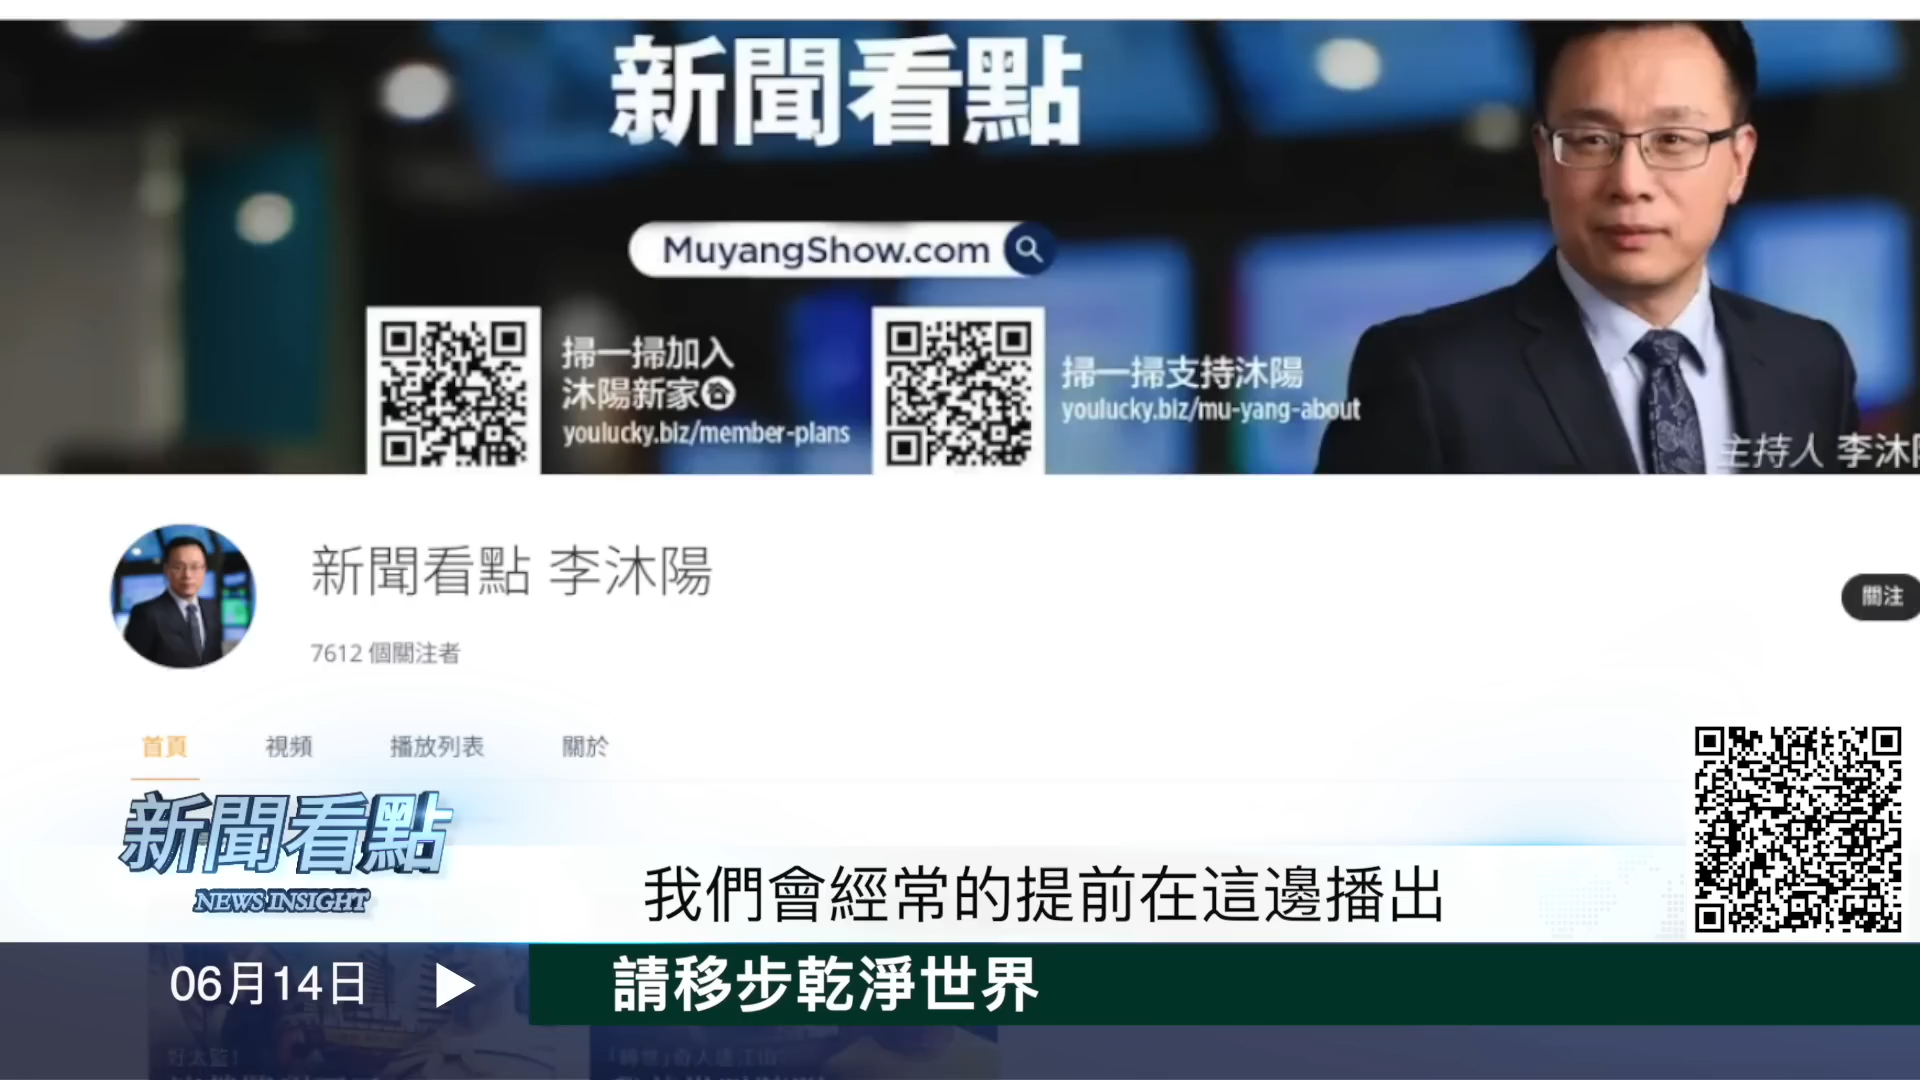 新聞看點
MuyangShow.com
掃一掃加入
沐陽新家
youlucky.biz/member-plans
掃一掃支持沐陽
youlucky.biz/mu-yang-about
主持人 李沐
新聞看點 李沐陽
7612 個關注者
關注
首頁 視頻 播放列表 關於
新聞看點
NEWS INSIGHT
我們會經常的提前在這邊播出
06月14日
請移步乾淨世界
好太監!